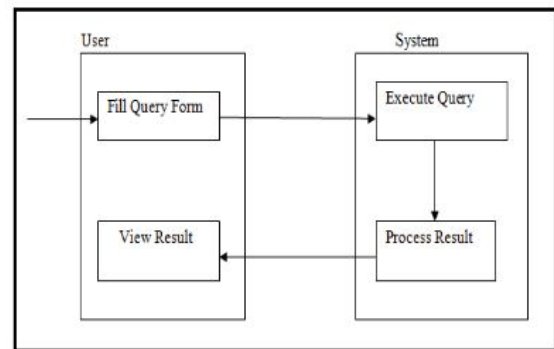 User
System
Fill Query Form
Execute Query
View Result
Process Result